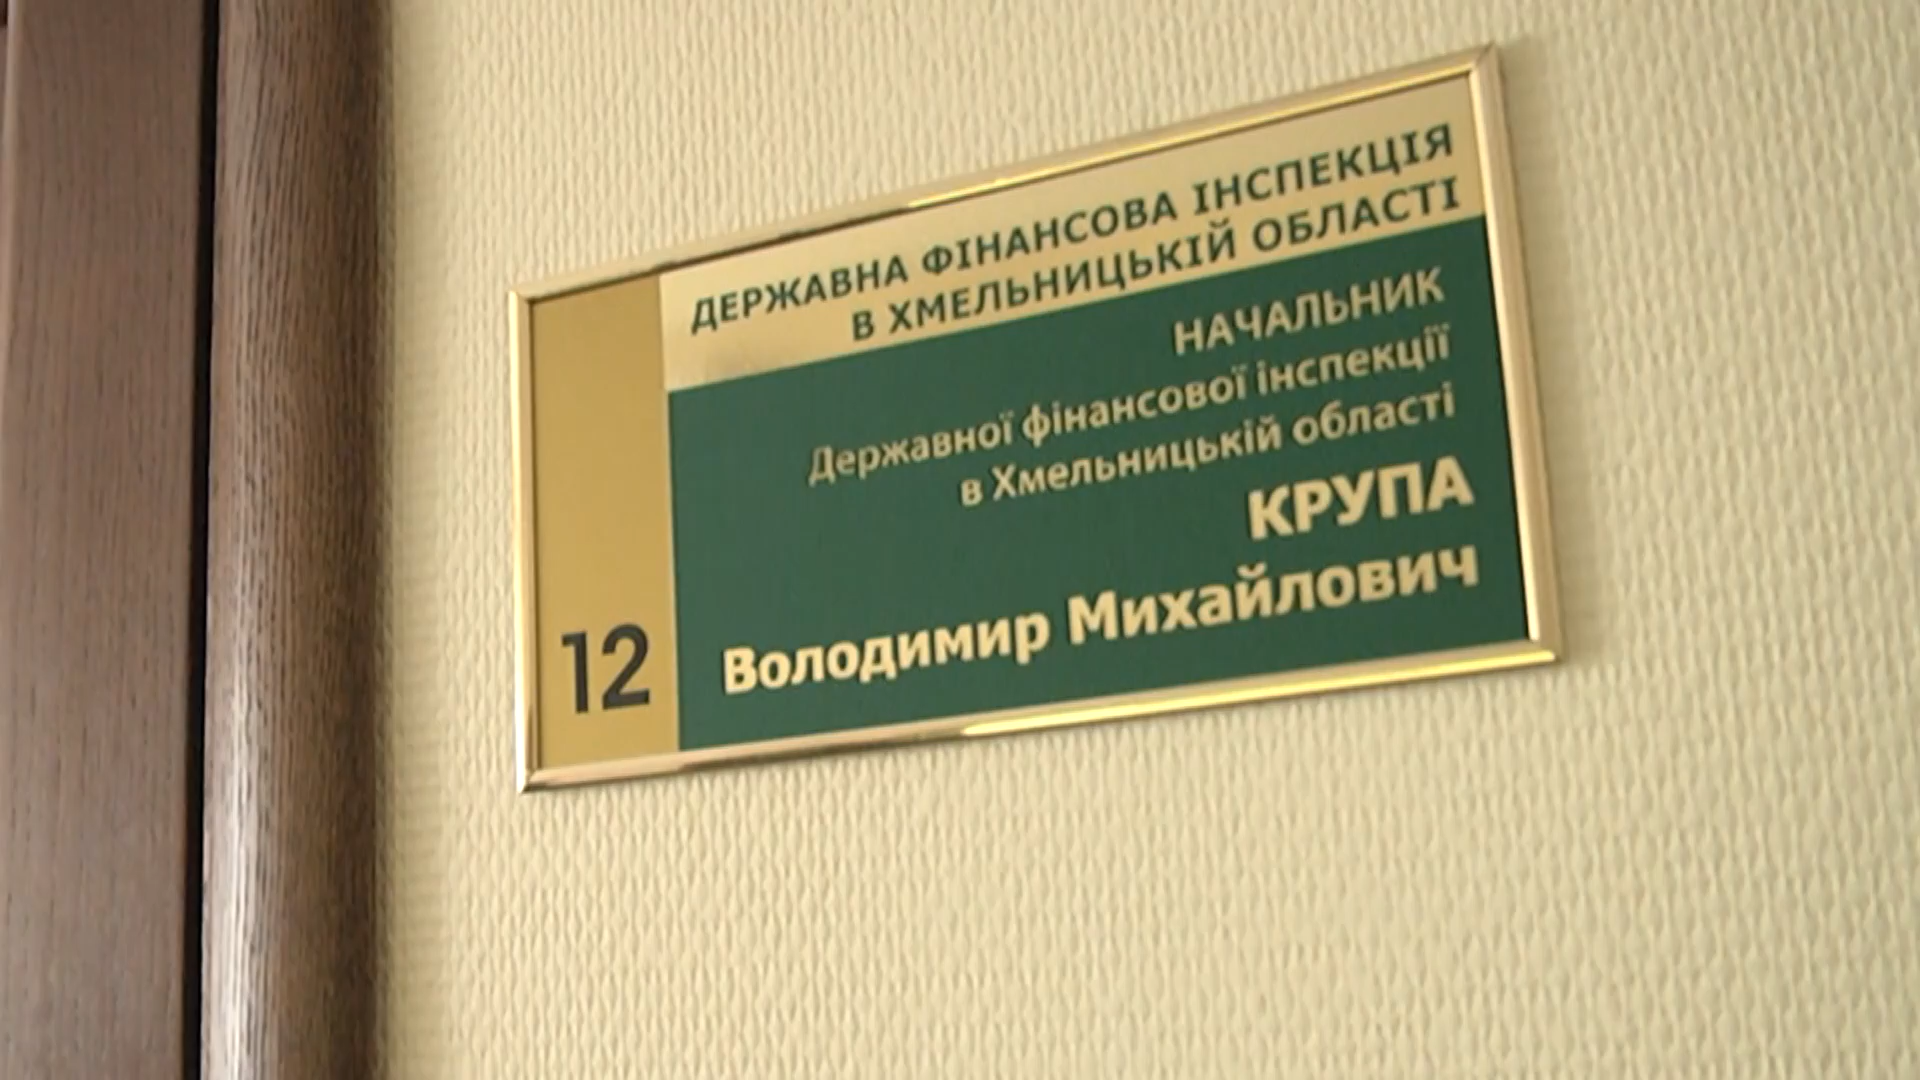 ДЕРЖАВНА ФІНАНСОВА ІНСПЕКЦІЯ
В ХМЕЛЬНИЦЬКІЙ ОБЛАСТІ
НАЧАЛЬНИК
Державної фінансової інспекції
в Хмельницькій області
КРУПА
Володимир Михайлович
12